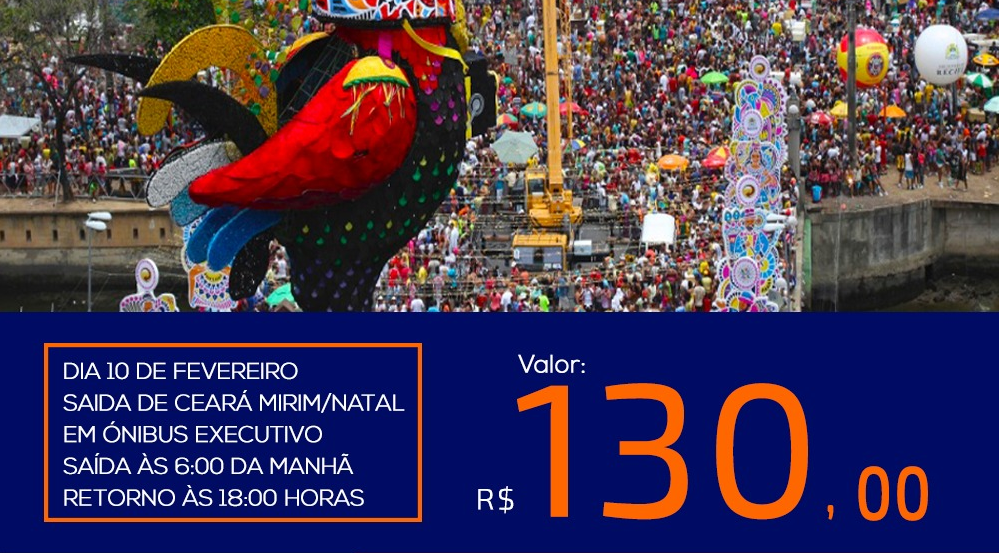 RECIFE
DIA 10 DE FEVEREIRO
SAIDA DE CEARÁ MIRIM/NATAL
EM ÓNIBUS EXECUTIVO
SAÍDA ÀS 6:00 DA MANHÃ
RETORNO ÀS 18:00 HORAS
Valor:
R$ 130,00